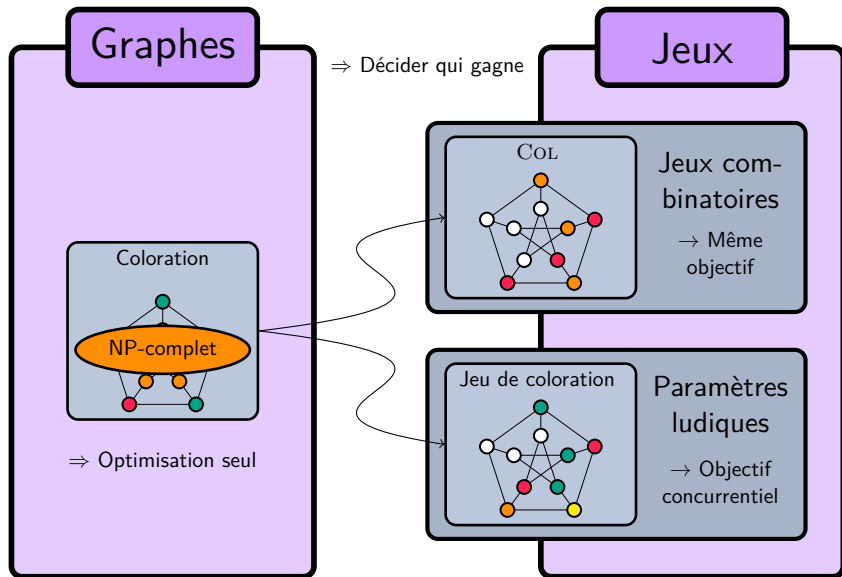 Graphes
Jeux
⇒ Décider qui gagne
COL
Jeux com-
binatoires
→ Même
objectif
Coloration
NP-complet
⇒ Optimisation seul
Jeu de coloration
Paramètres
ludiques
→ Objectif
concurrentiel